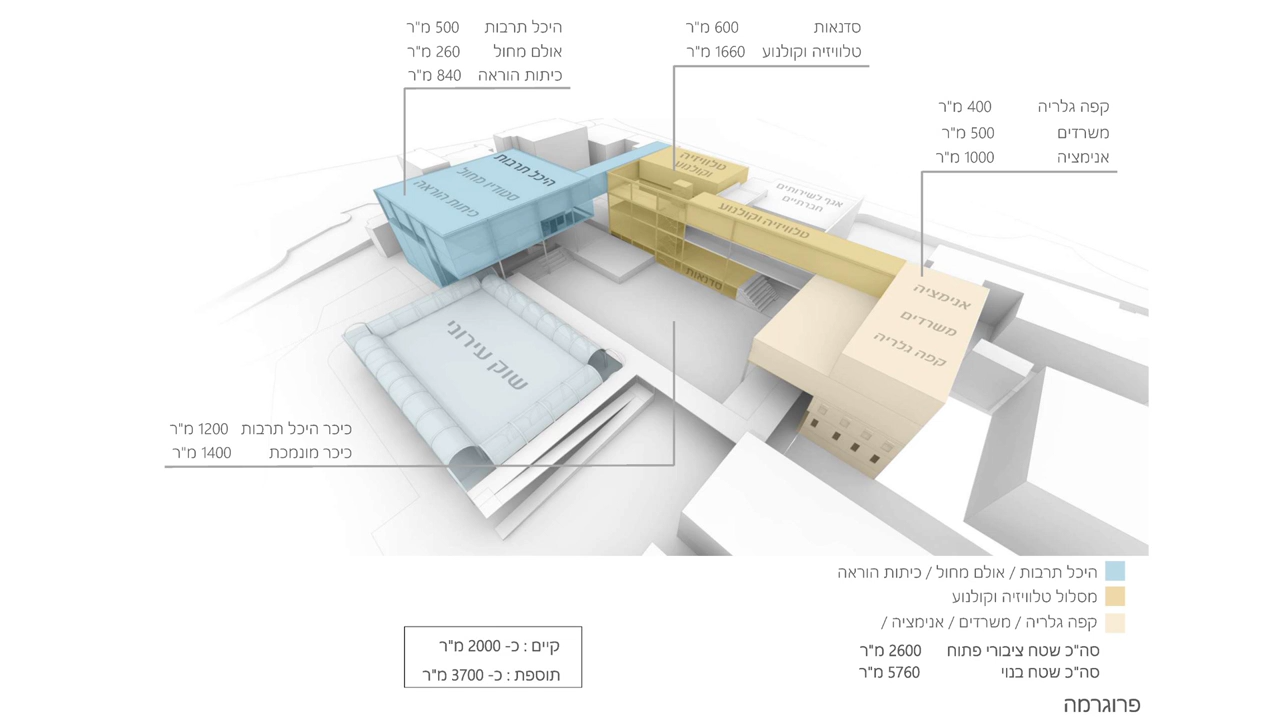 היכל תרבות 500 מ"ר
אולם מחול 260 מ"ר
כיתות הוראה 840 מ"ר
סדנאות 600 מ"ר
טלוויזיה וקולנוע 1660 מ"ר
קפה גלריה 400 מ"ר
משרדים 500 מ"ר
אנימציה 1000 מ"ר
היכל תרבות
סטודיו מחול
כיתות הוראה
טלוויזיה
וקולנוע
אגף לשירותים
חברתיים
טלוויזיה וקולנוע
סדנאות
אנימציה
משרדים
קפה גלריה
שוק עירוני
כיכר היכל תרבות 1200 מ"ר
כיכר מונמכת 1400 מ"ר
היכל תרבות / אולם מחול / כיתות הוראה
מסלול טלוויזיה וקולנוע
קפה גלריה / משרדים / אנימציה /
סה"כ שטח ציבורי פתוח 2600 מ"ר
סה"כ שטח בנוי 5760 מ"ר
קיים : כ- 2000 מ"ר
תוספת : כ- 3700 מ"ר
פרוגרמה